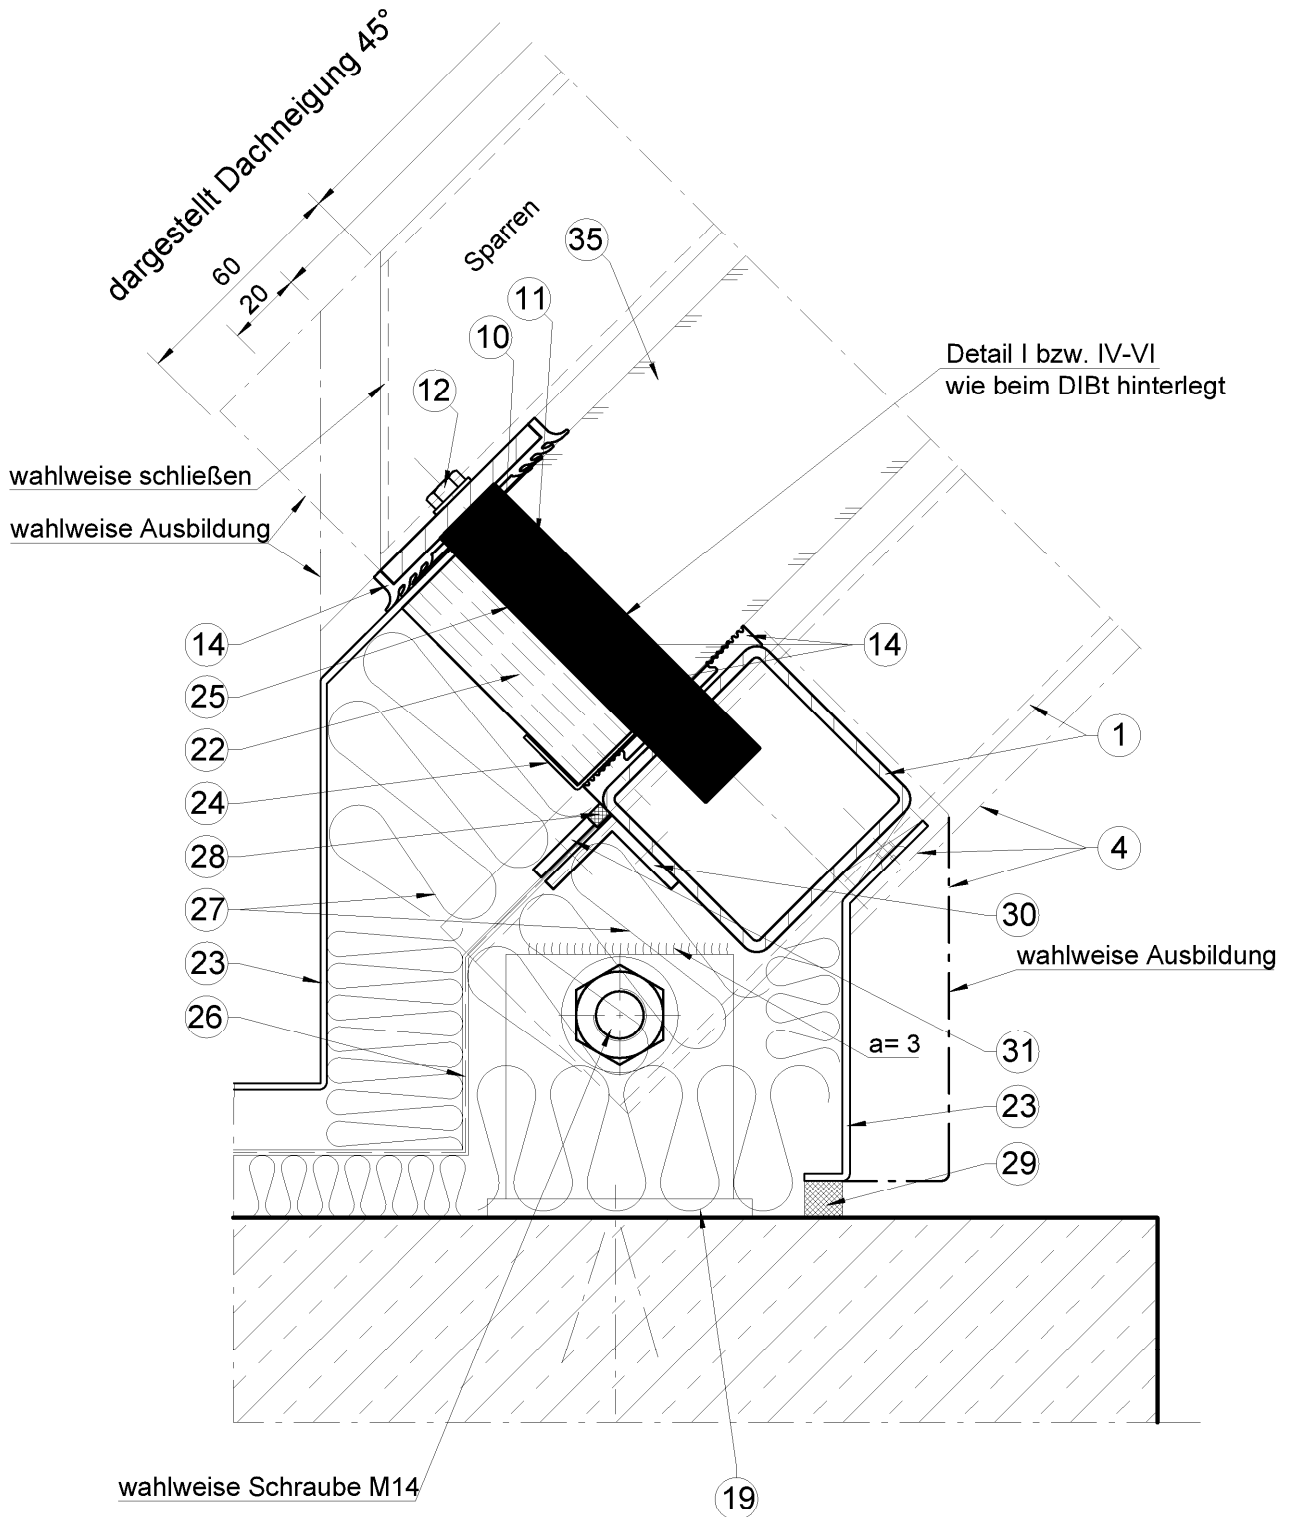 dargestellt Dachneigung 45°
60
20
Sparren
35
11
10
12
Detail I bzw. IV-VI
wie beim DIBt hinterlegt
wahlweise schließen
wahlweise Ausbildung
14
14
25
22
1
24
28
4
27
30
23
wahlweise Ausbildung
26
a= 3
31
23
29
wahlweise Schraube M14
19